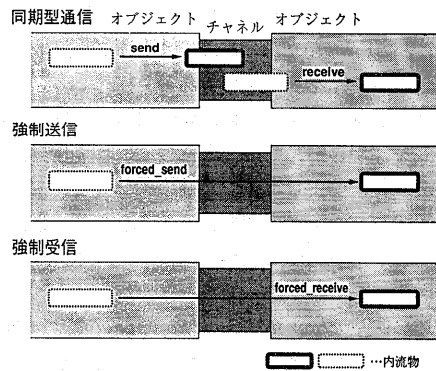 同期型通信 オブジェクト チャネル オブジェクト
send
receive
強制送信
forced_send
強制受信
forced_receive
…内流物